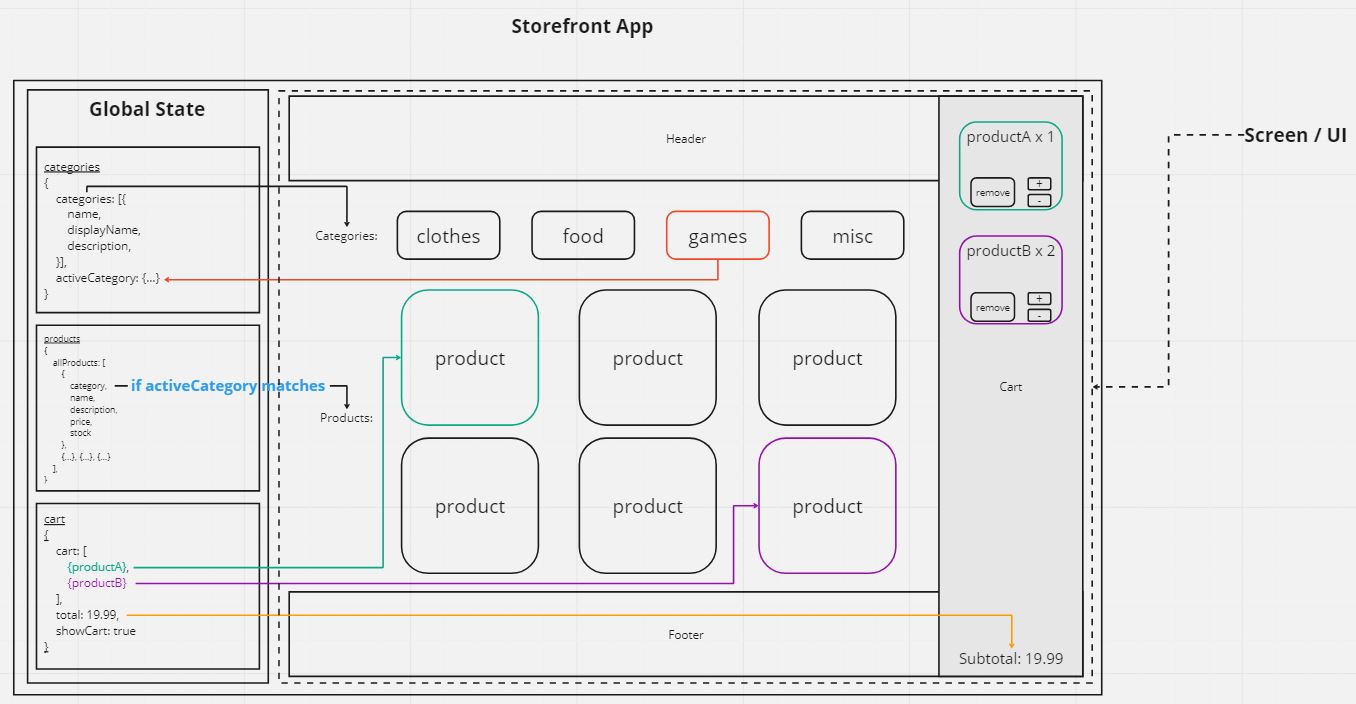 Storefront App
Global State
categories
{
categories: [{
name,
displayName,
description,
}],
activeCategory: {...}
}
products
{
allProducts: [
{
category,
name,
description,
price,
stock
},
{...}, {...}, {...}
],
}
if activeCategory matches
cart
{
cart: [
{productA},
{productB}
],
total: 19.99,
showCart: true
}
Header
Categories:
clothes
food
games
misc
Products:
product
product
product
product
product
product
Footer
productA x 1
remove
+
-
productB x 2
remove
+
-
Cart
Subtotal: 19.99
Screen / UI